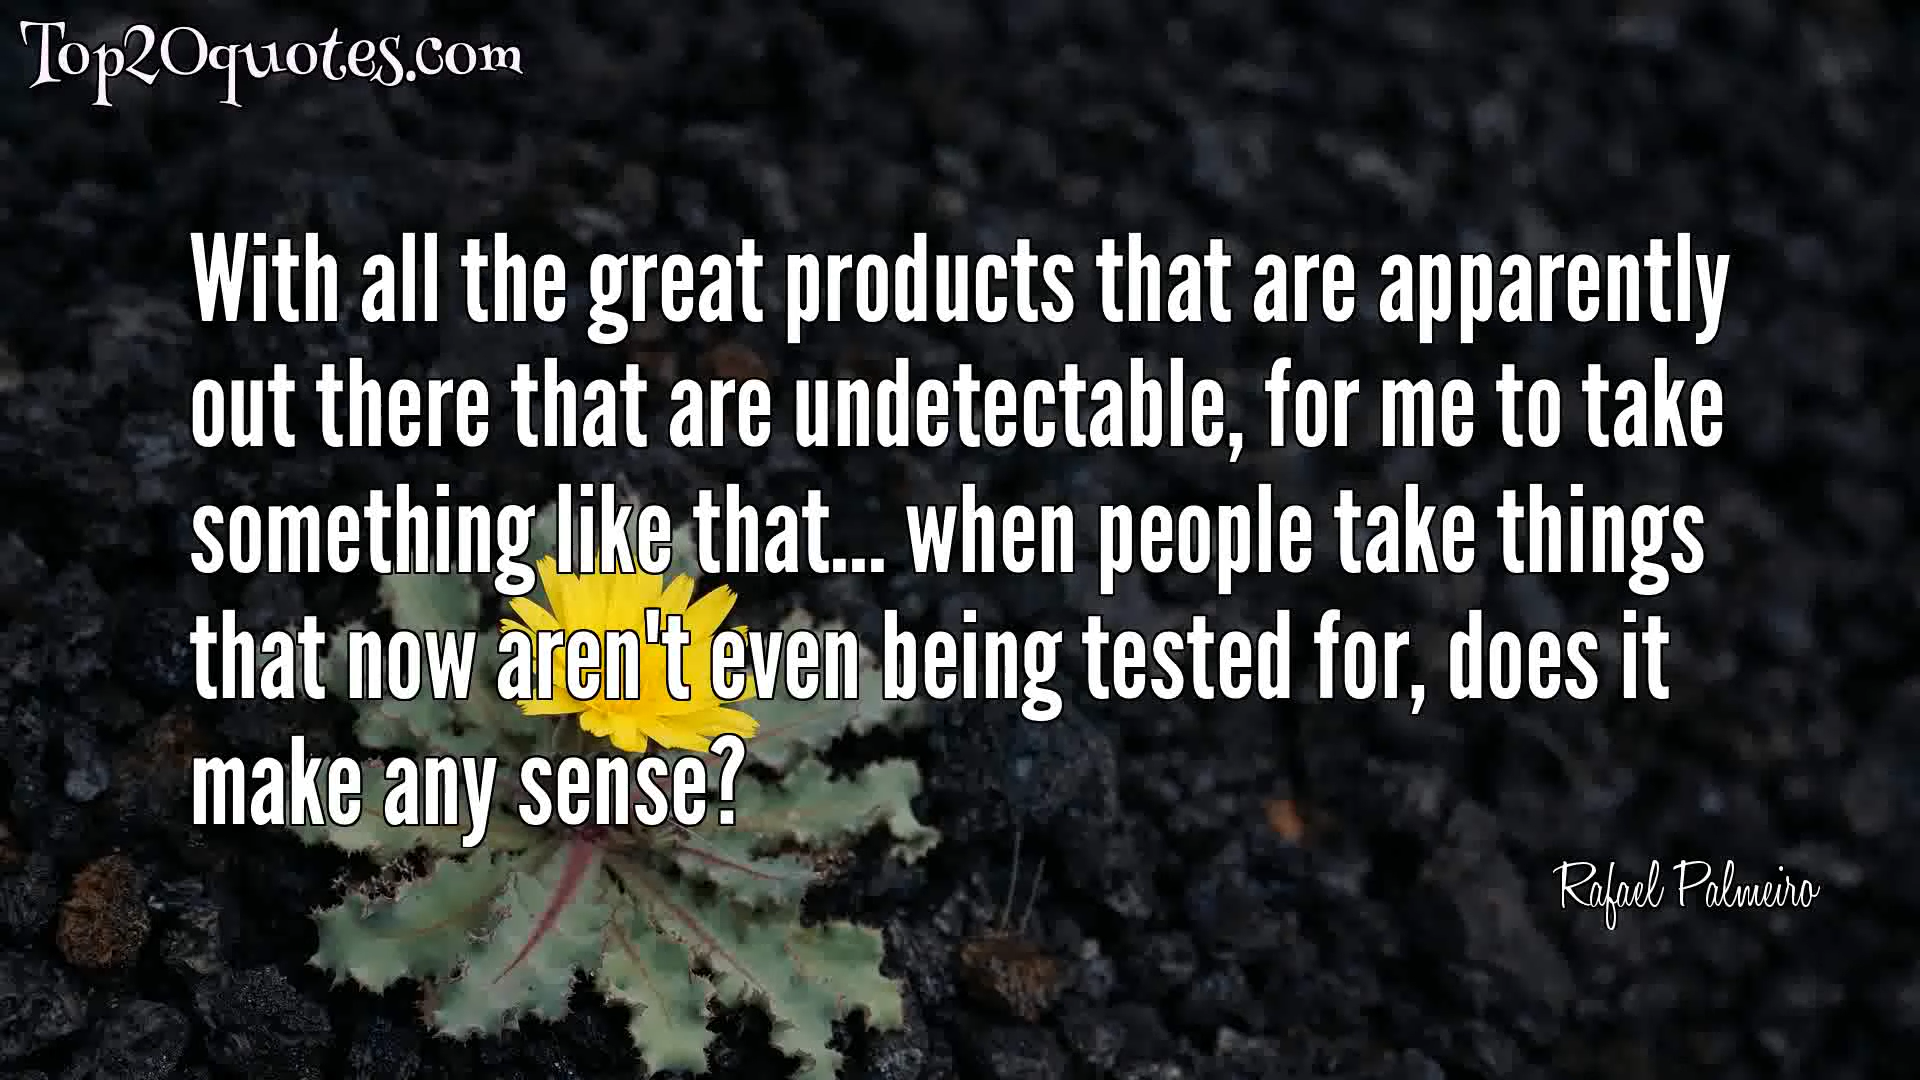 Top20quotes.com
With all the great products that are apparently
out there that are undetectable, for me to take
something like that... when people take things
that now aren't even being tested for, does it
make any sense?
Rafael Palmeiro